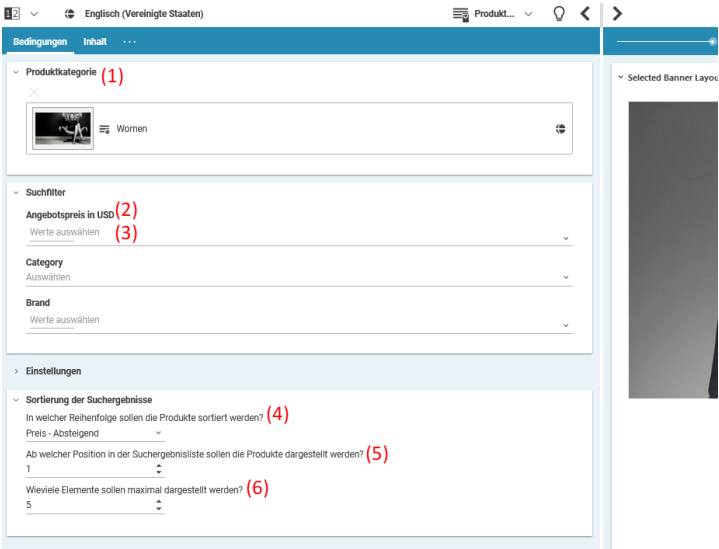 12 Englisch (Vereinigte Staaten) Produkt...
Bedingungen Inhalt ...
Produktkategorie (1)
Women
Suchfilter
Angebotspreis in USD (2)
Werte auswählen (3)
Category
Auswählen
Brand
Werte auswählen
Einstellungen
Sortierung der Suchergebnisse
In welcher Reihenfolge sollen die Produkte sortiert werden? (4)
Preis - Absteigend
Ab welcher Position in der Suchergebnisliste sollen die Produkte dargestellt werden? (5)
1
Wieviele Elemente sollen maximal dargestellt werden? (6)
5
Selected Banner Layou